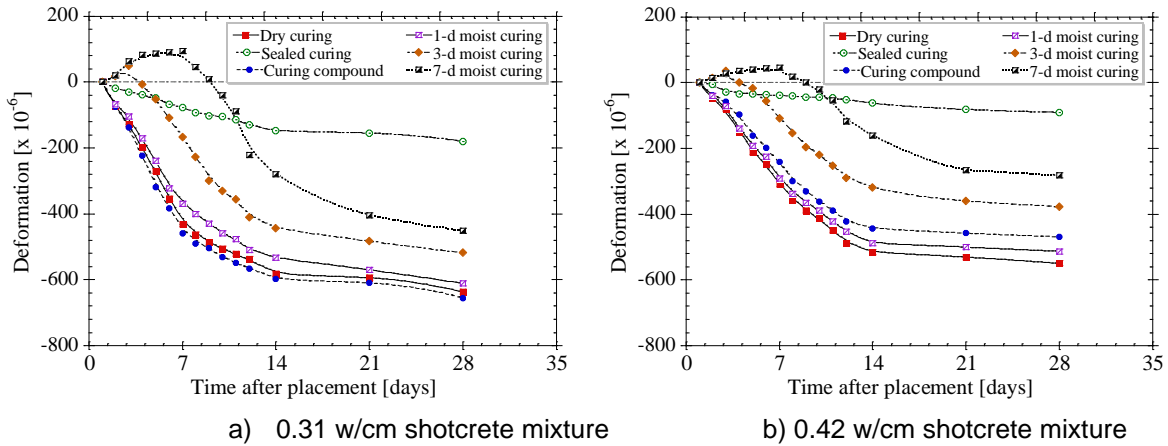 200
0
-200
-400
-600
-800
Deformation [x 10-6]
Dry curing
Sealed curing
Curing compound
1-d moist curing
3-d moist curing
7-d moist curing
0 7 14 21 28 35
Time after placement [days]
a) 0.31 w/cm shotcrete mixture
200
0
-200
-400
-600
-800
Deformation [x 10-6]
Dry curing
Sealed curing
Curing compound
1-d moist curing
3-d moist curing
7-d moist curing
0 7 14 21 28 35
Time after placement [days]
b) 0.42 w/cm shotcrete mixture